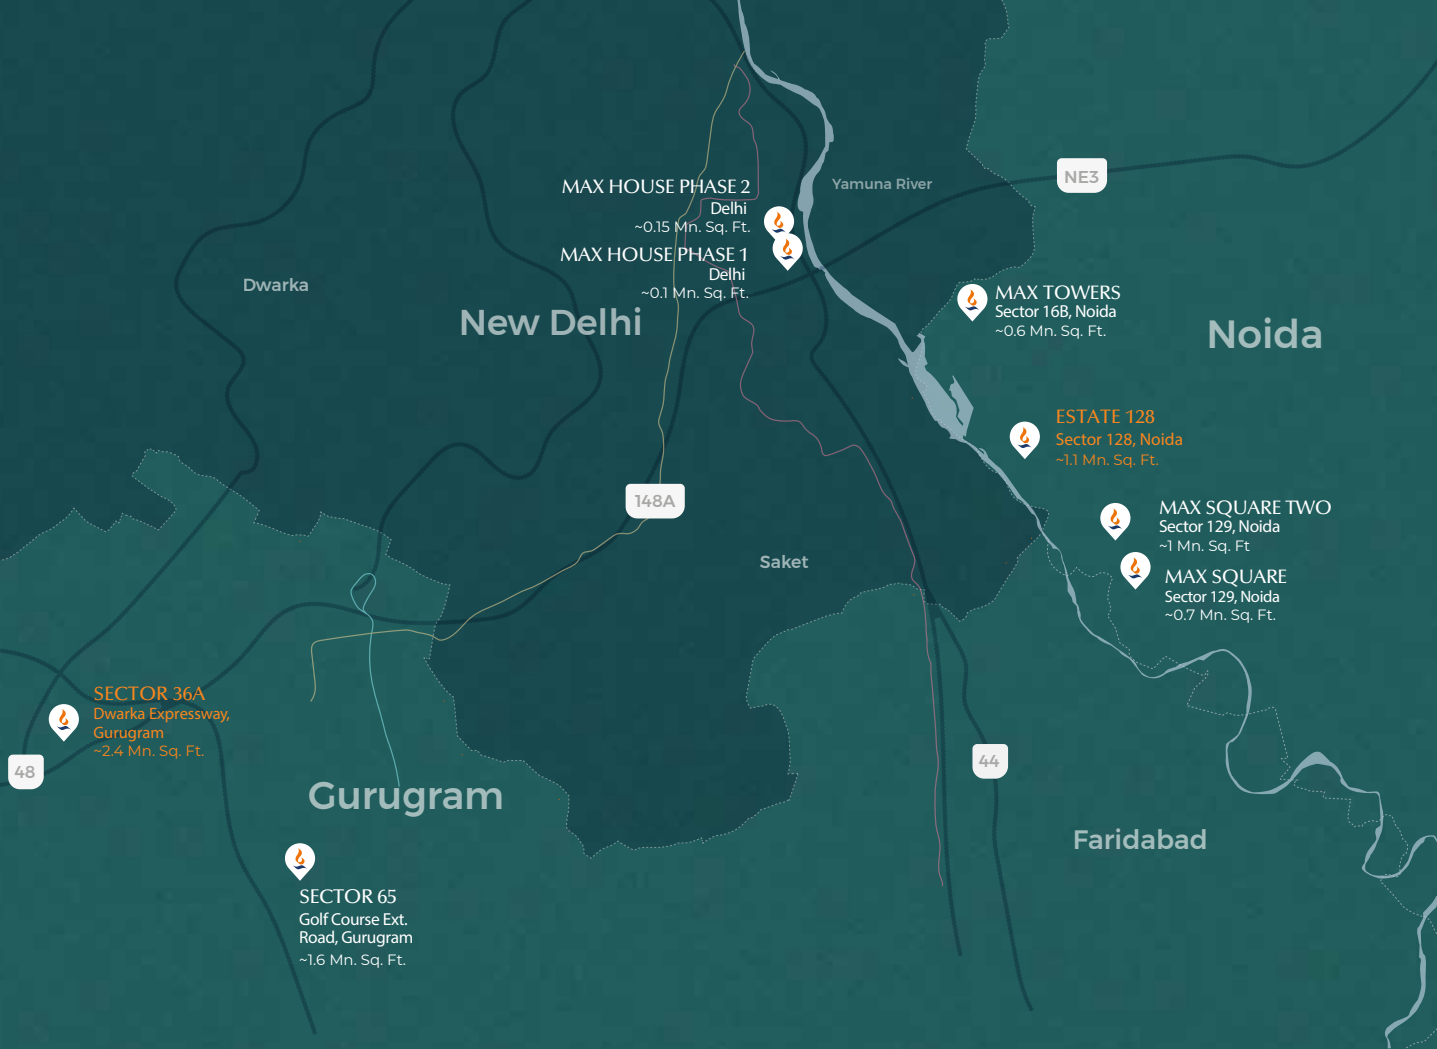 NE3
Yamuna River
MAX HOUSE PHASE 2
Delhi
~0.15 Mn. Sq. Ft.
MAX HOUSE PHASE 1
Delhi
~0.1 Mn. Sq. Ft.
Dwarka
New Delhi
MAX TOWERS
Sector 16B, Noida
~0.6 Mn. Sq. Ft.
Noida
ESTATE 128
Sector 128, Noida
~1.1 Mn. Sq. Ft.
148A
MAX SQUARE TWO
Sector 129, Noida
~1 Mn. Sq. Ft
Saket
MAX SQUARE
Sector 129, Noida
~0.7 Mn. Sq. Ft.
SECTOR 36A
Dwarka Expressway,
Gurugram
~2.4 Mn. Sq. Ft.
48
44
Gurugram
Faridabad
SECTOR 65
Golf Course Ext.
Road, Gurugram
~1.6 Mn. Sq. Ft.